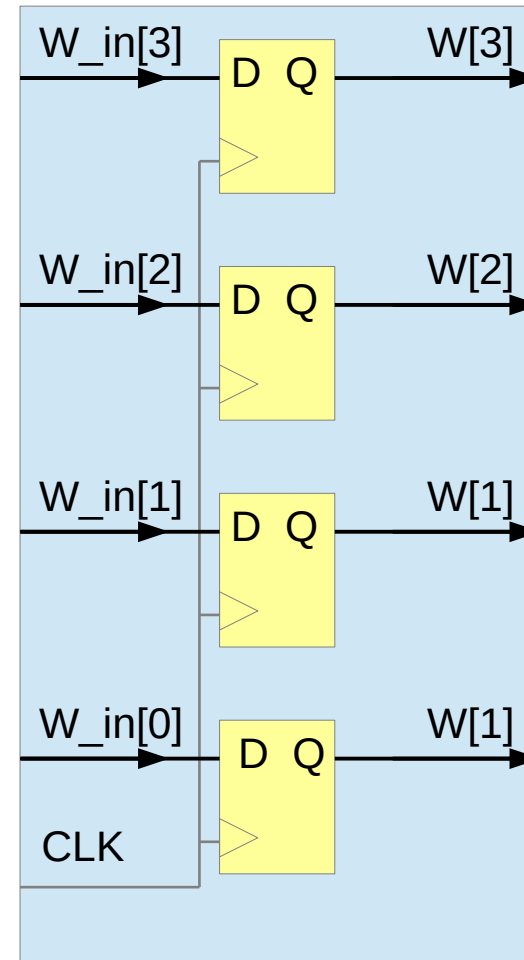 W_in[3] W[3]
D Q
W_in[2] W[2]
D Q
W_in[1] W[1]
D Q
W_in[0] W[1]
D Q
CLK